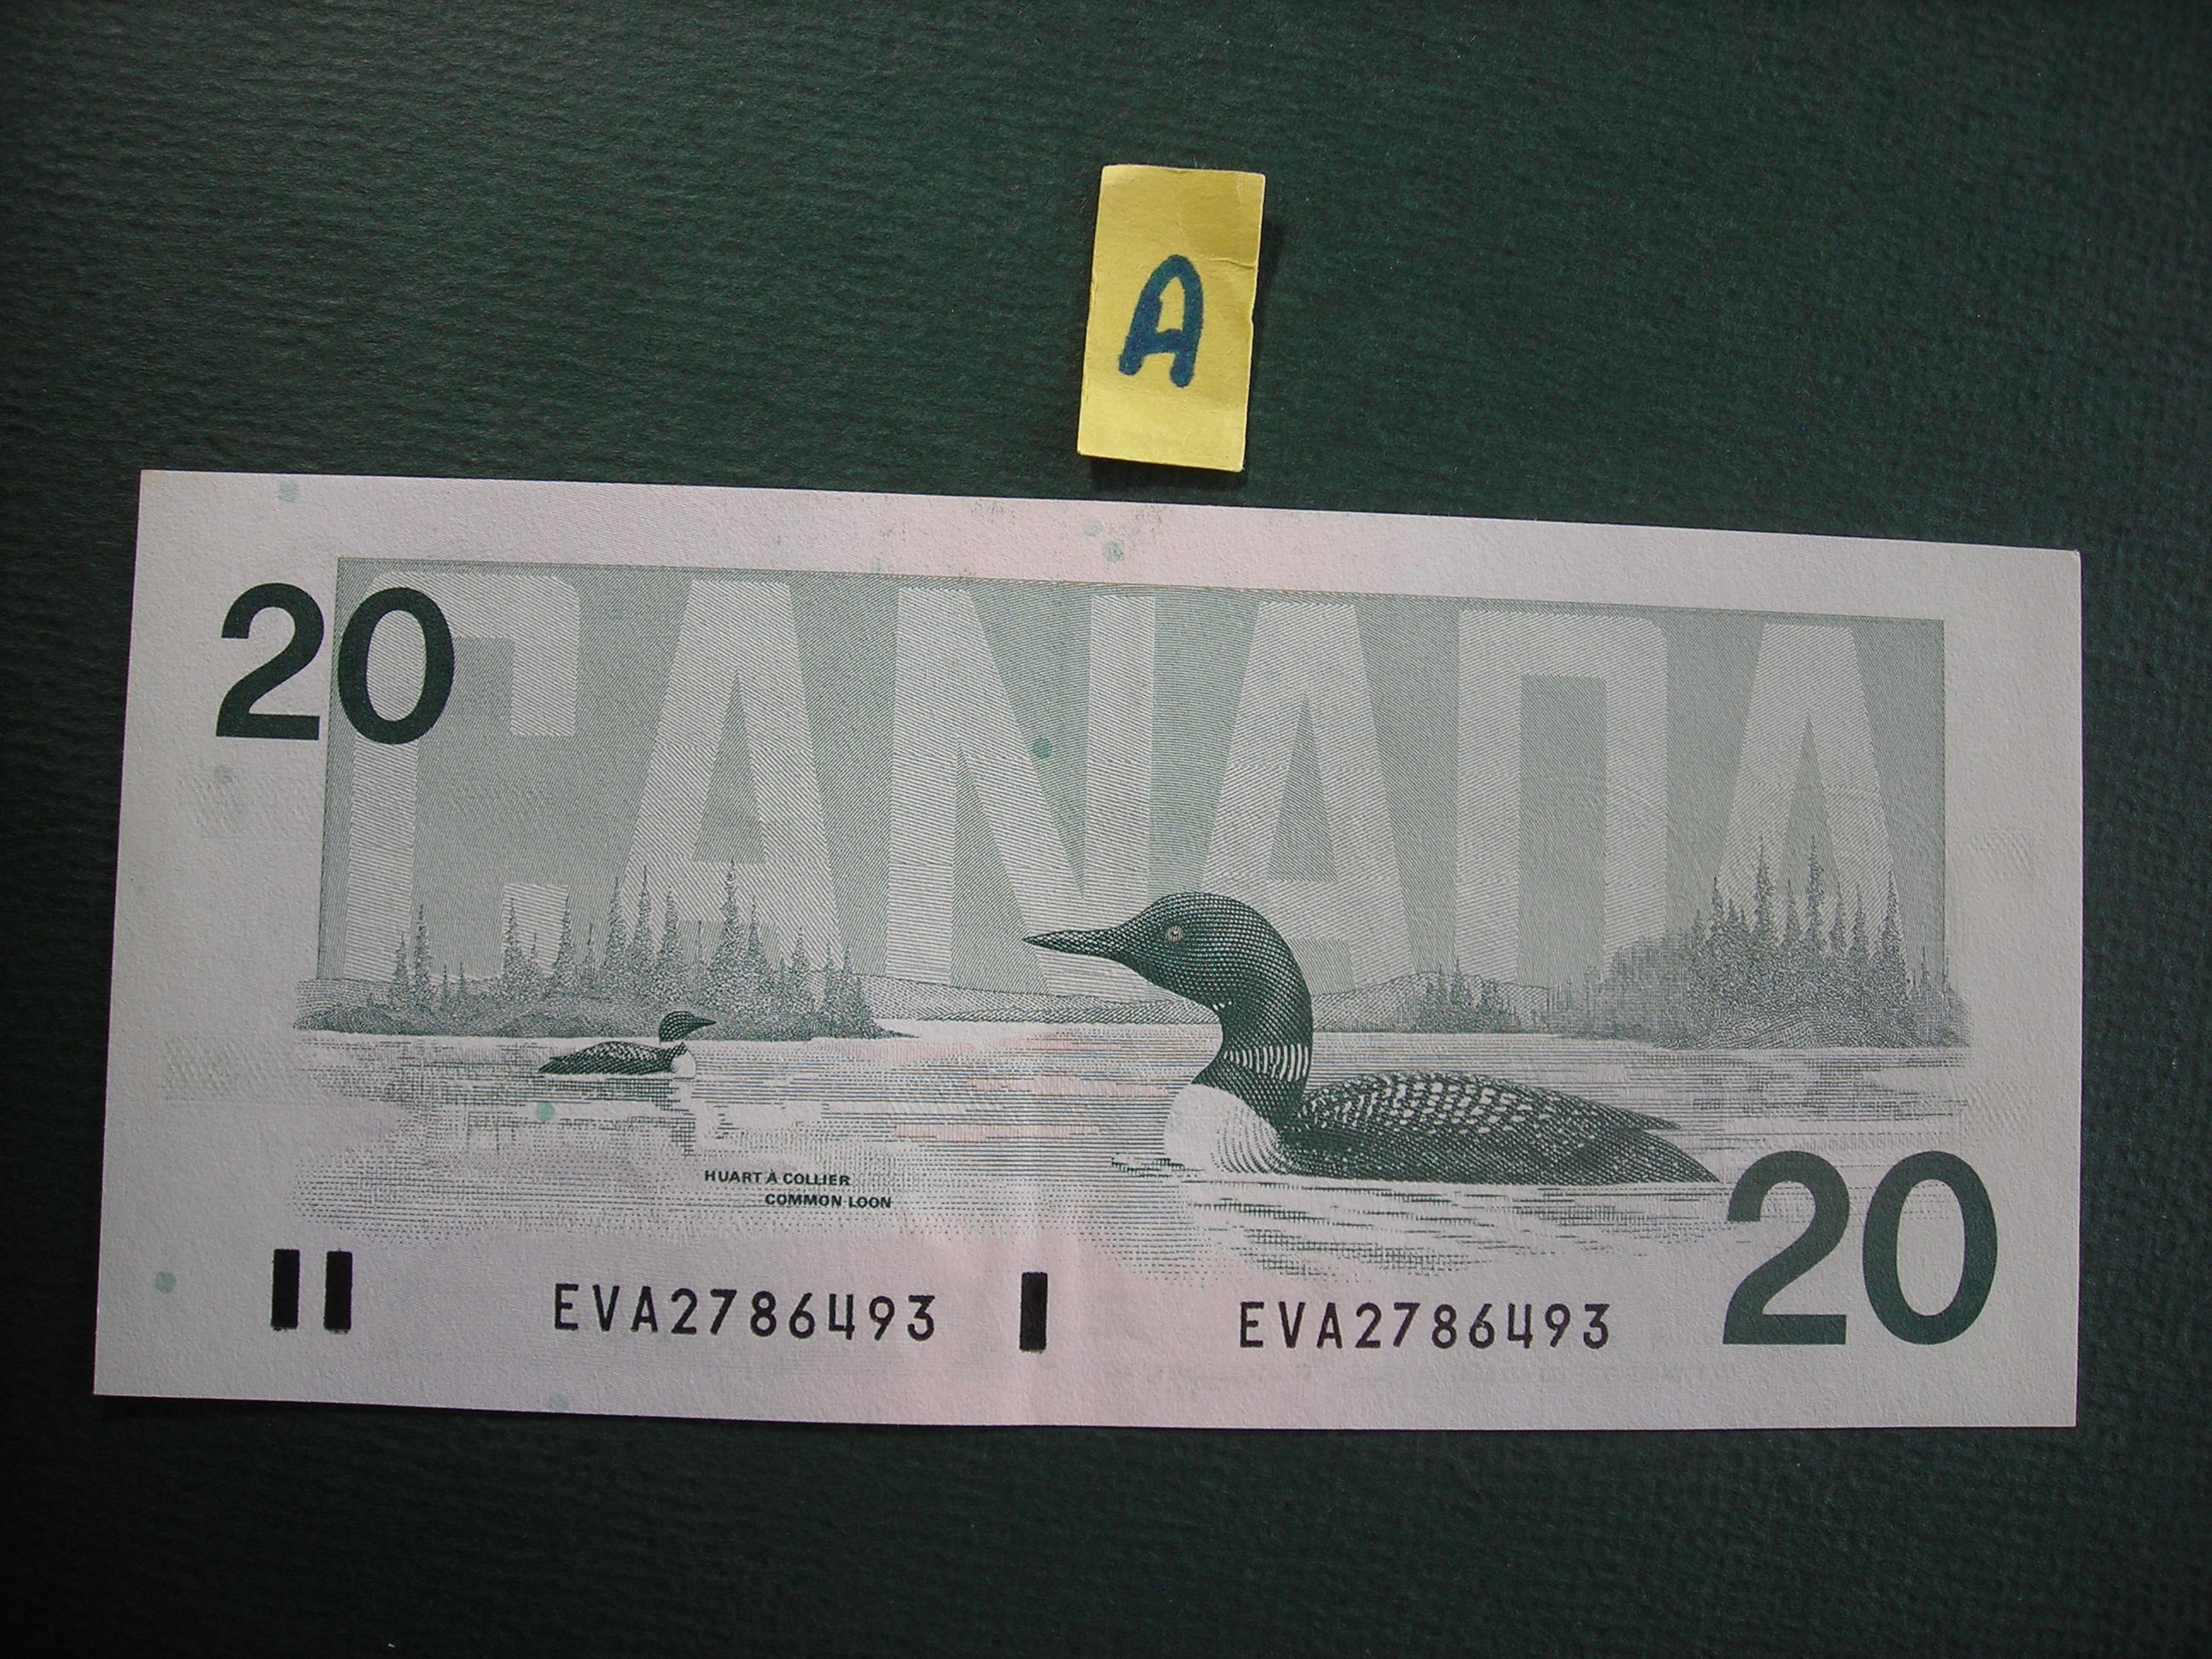 A
20
CANADA
HUART À COLLIER
COMMON LOON
EVA2786493
EVA2786493
20